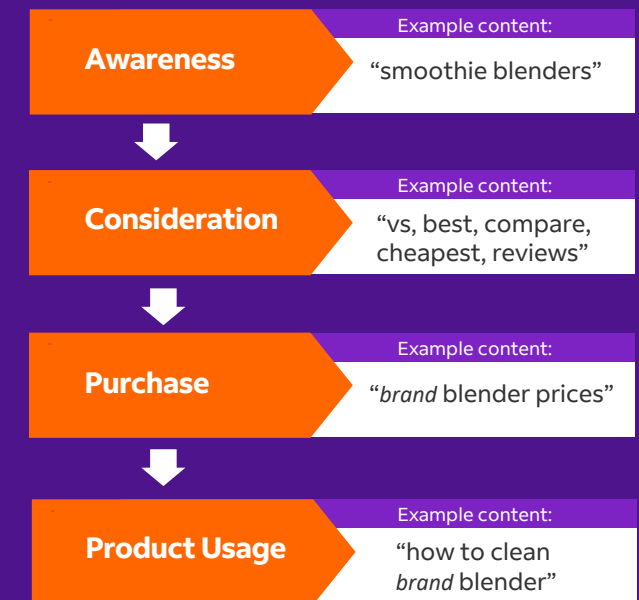 Awareness
Example content:
“smoothie blenders”
Consideration
Example content:
“vs, best, compare,
cheapest, reviews”
Purchase
Example content:
“brand blender prices”
Product Usage
Example content:
“how to clean
brand blender”